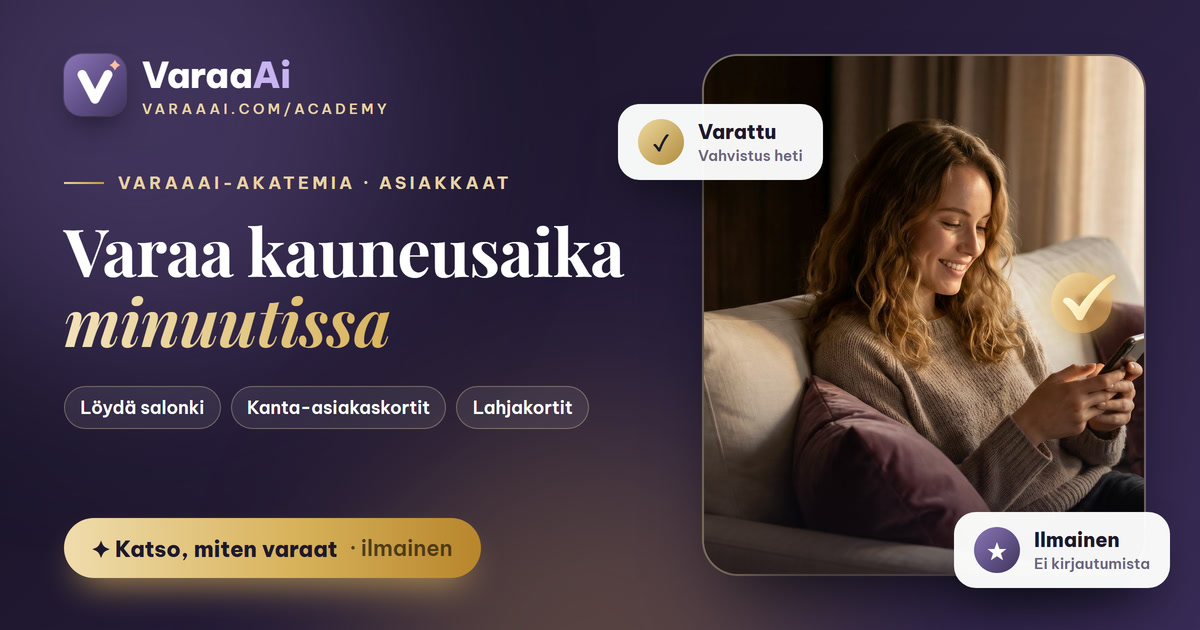 VaraaAi
VARAAAI.COM/ACADEMY
VARAAAI-AKATEMIA · ASIAKKAAT
Varaa kauneusaika
minuutissa
Löydä salonki
Kanta-asiakaskortit
Lahjakortit
✦ Katso, miten varaat · ilmainen
Varattu
Vahvistus heti
Ilmainen
Ei kirjautumista